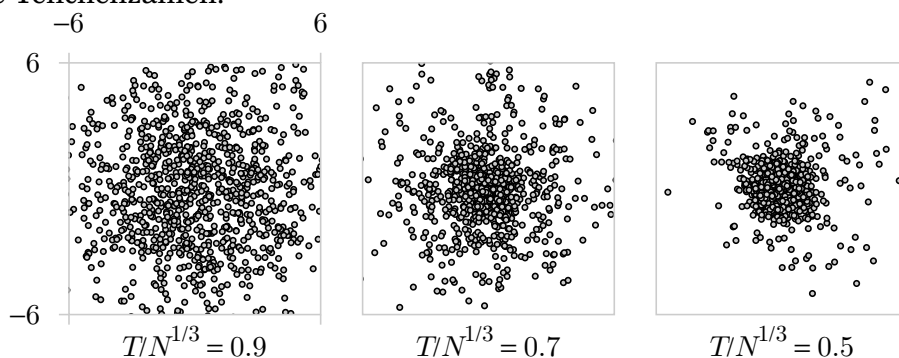 Teilchenzahlen.
−6 6
6
−6
T/N^{1/3} = 0.9 T/N^{1/3} = 0.7 T/N^{1/3} = 0.5